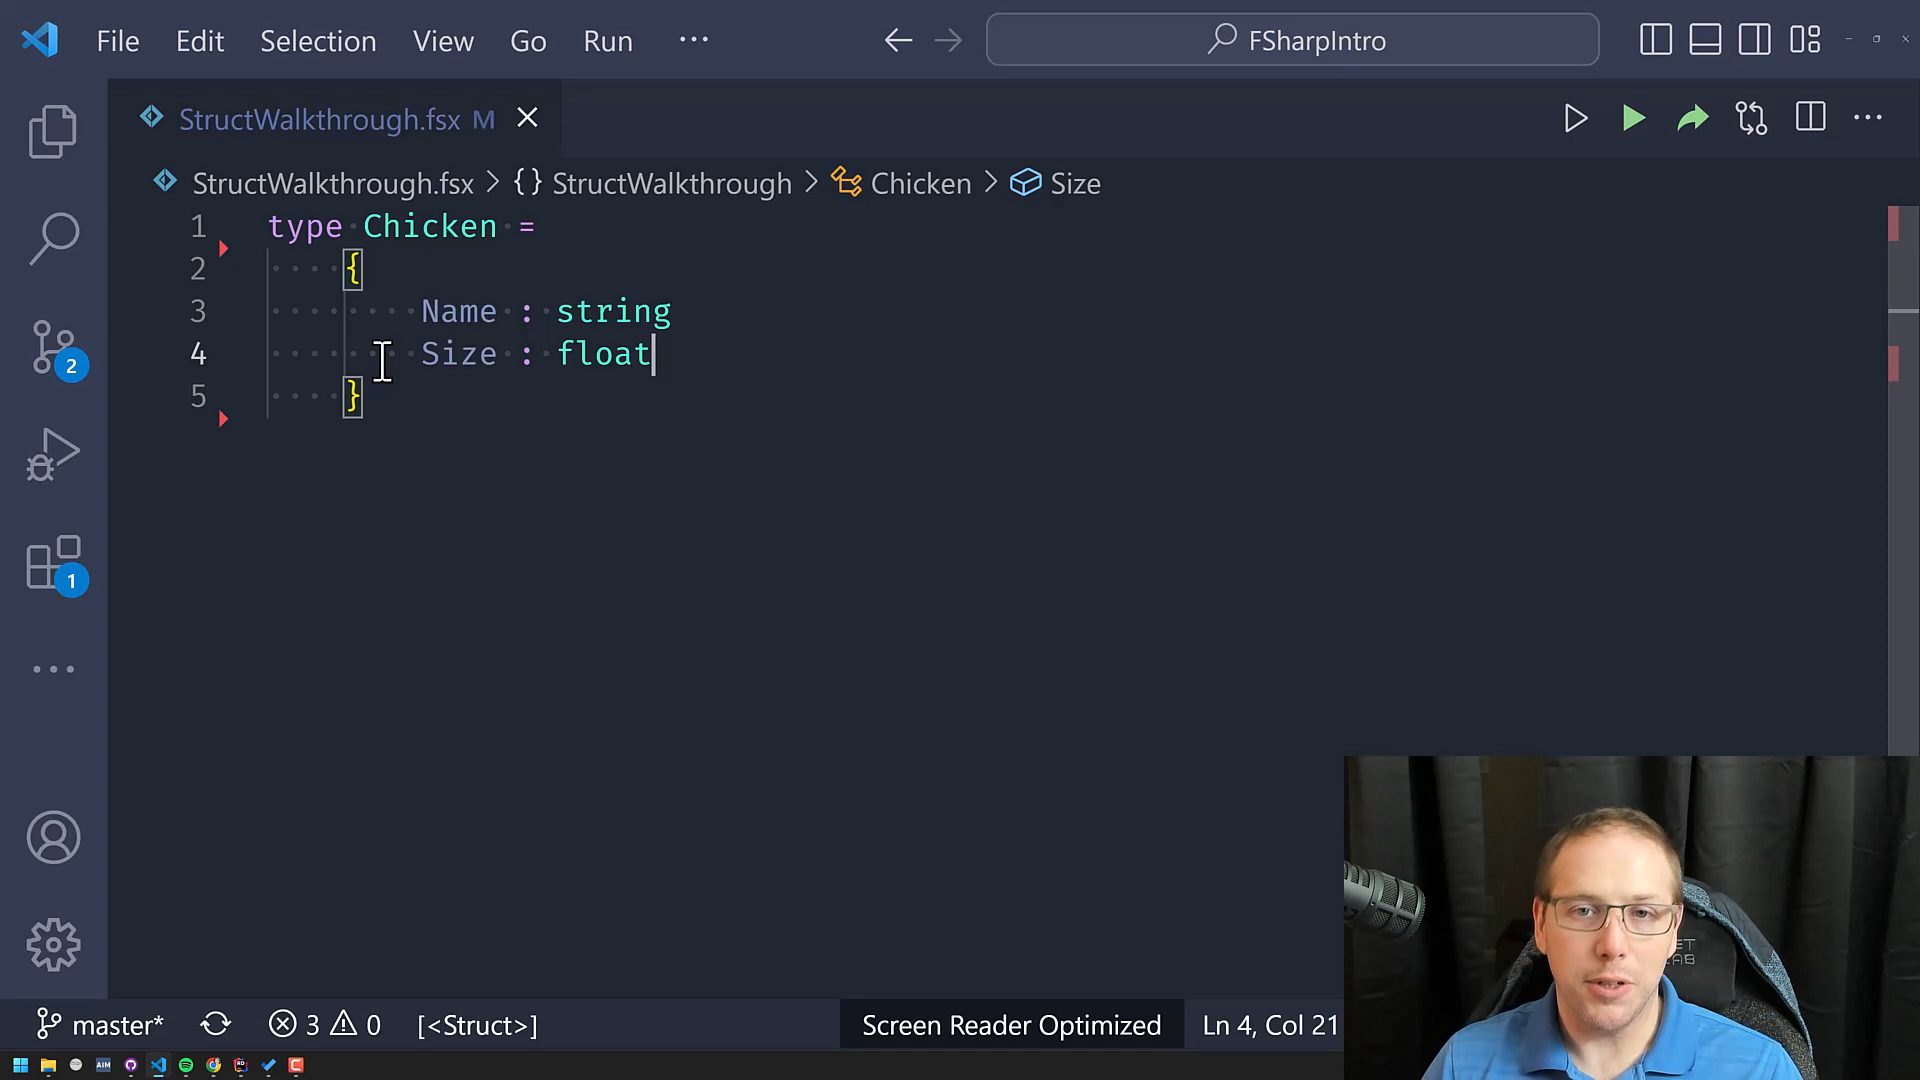 File Edit Selection View Go Run ··· FSharpIntro
StructWalkthrough.fsx M
StructWalkthrough.fsx > {} StructWalkthrough > Chicken > Size
1 type Chicken =
2 {
3 Name : string
4 Size : float
5 }
2
1
master* 3 0 [<Struct>] Screen Reader Optimized Ln 4, Col 21
AIM